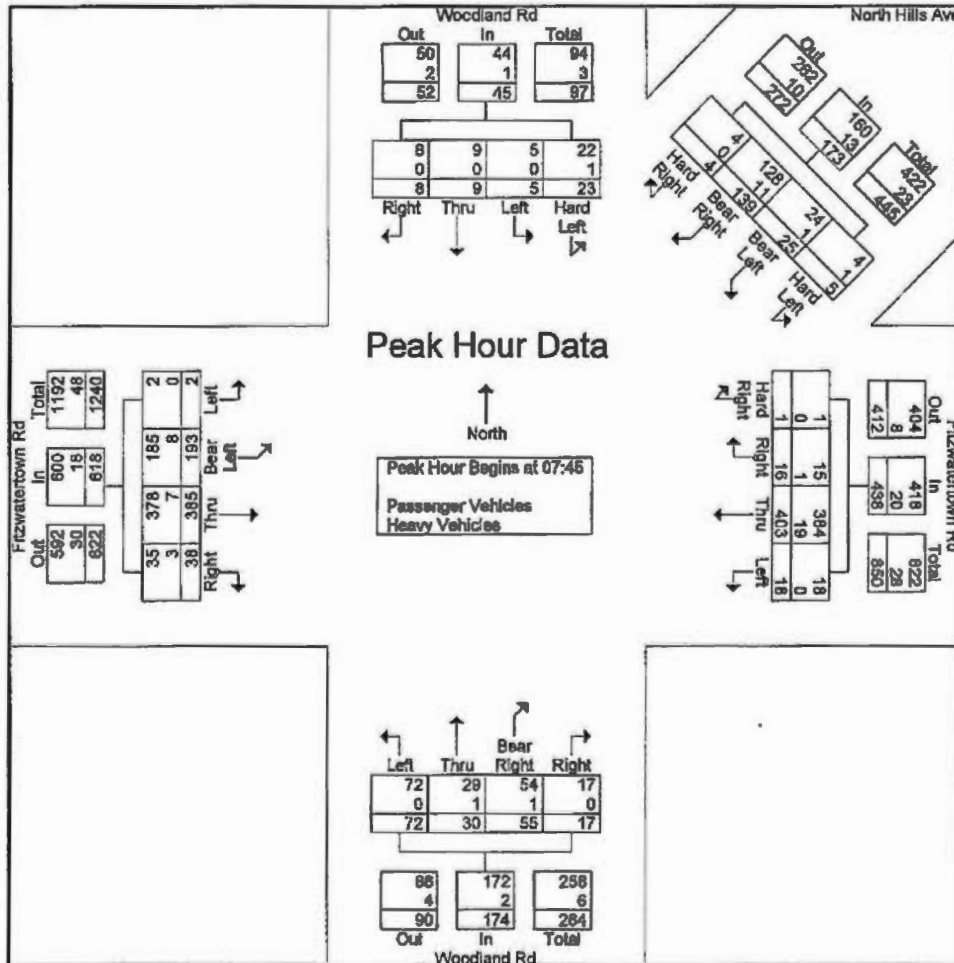 Woodland Rd
Out In Total
50 44 94
2 1 3
52 45 97
8 9 5 22
0 0 0 1
8 9 5 23
Right Thru Left Hard Left
North Hills Ave
Out In Total
262 160 422
10 13 23
272 173 445
4 128 24 4
0 11 1 1
4 139 25 5
Hard Right Bear Right Bear Left Hard Left
Peak Hour Data
North
Peak Hour Begins at 07:45
Passenger Vehicles
Heavy Vehicles
Fitzwatertown Rd
Out In Total
592 600 1192
30 18 48
622 618 1240
2 0 2
185 8 193
378 7 385
35 3 38
Left
Bear Left
Thru
Right
Fitzwatertown Rd
Out In Total
404 418 822
8 20 28
412 438 850
1 15 384 18
0 1 19 0
1 16 403 18
Hard Right
Right
Thru
Left
Left Thru Bear Right Right
72 29 54 17
0 1 1 0
72 30 55 17
86 172 258
4 2 6
90 174 264
Out In Total
Woodland Rd